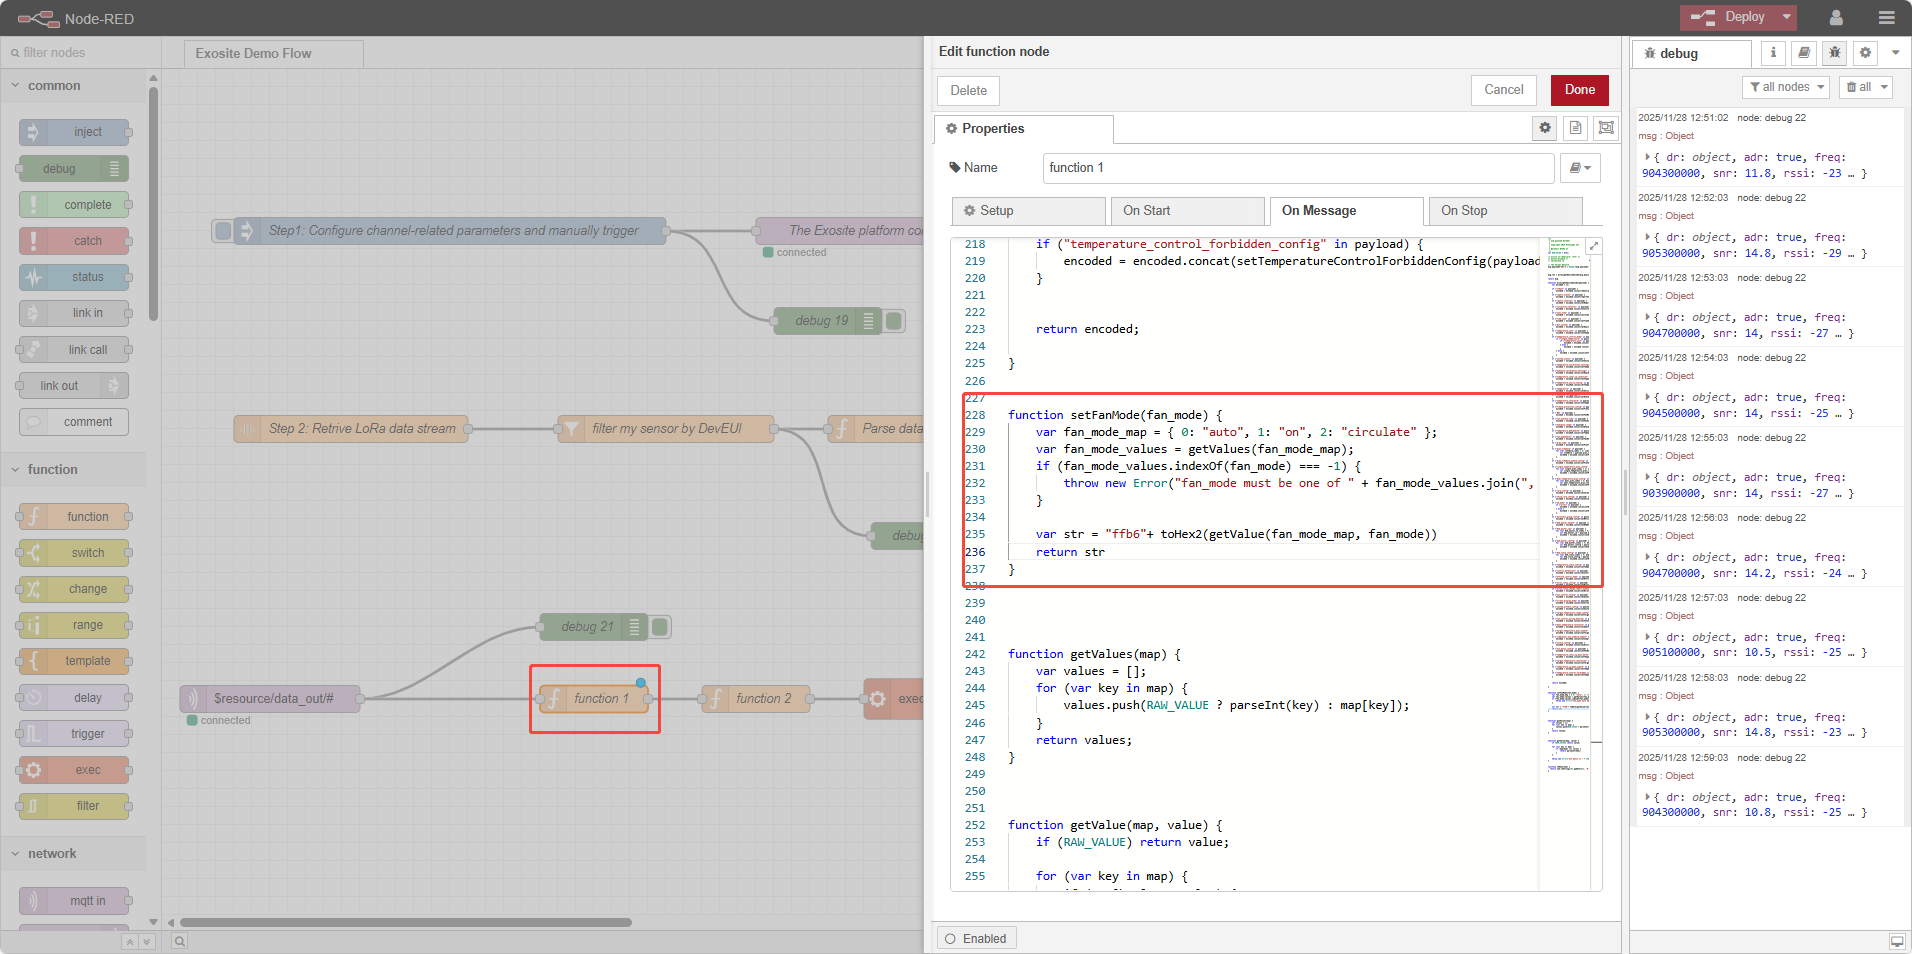 Node-RED
Deploy
filter nodes
Exosite Demo Flow
common
inject
debug
complete
catch
status
link in
link call
link out
comment
function
function
switch
change
range
template
delay
trigger
exec
filter
network
mqtt in
Step1: Configure channel-related parameters and manually trigger
The Exosite platform co
connected
debug 19
Step 2: Retrive LoRa data stream
filter my sensor by DevEUI
Parse data
debug
debug 21
$resource/data_out/#
connected
function 1
function 2
exec
Edit function node
Delete
Cancel
Done
Properties
Name
function 1
Setup
On Start
On Message
On Stop
218 if ("temperature_control_forbidden_config" in payload) {
219 encoded = encoded.concat(setTemperatureControlForbiddenConfig(payload
220 }
221
222
223 return encoded;
224
225 }
226
227
228 function setFanMode(fan_mode) {
229 var fan_mode_map = { 0: "auto", 1: "on", 2: "circulate" };
230 var fan_mode_values = getValues(fan_mode_map);
231 if (fan_mode_values.indexOf(fan_mode) === -1) {
232 throw new Error("fan_mode must be one of " + fan_mode_values.join(",
233 }
234
235 var str = "ffb6"+ toHex2(getValue(fan_mode_map, fan_mode))
236 return str
237 }
238
239
240
241
242 function getValues(map) {
243 var values = [];
244 for (var key in map) {
245 values.push(RAW_VALUE ? parseInt(key) : map[key]);
246 }
247 return values;
248 }
249
250
251
252 function getValue(map, value) {
253 if (RAW_VALUE) return value;
254
255 for (var key in map) {
Enabled
debug
all nodes
all
2025/11/28 12:51:02 node: debug 22
msg : Object
{ dr: object, adr: true, freq:
904300000, snr: 11.8, rssi: -23 … }
2025/11/28 12:52:03 node: debug 22
msg : Object
{ dr: object, adr: true, freq:
905300000, snr: 14.8, rssi: -29 … }
2025/11/28 12:53:03 node: debug 22
msg : Object
{ dr: object, adr: true, freq:
904700000, snr: 14, rssi: -27 … }
2025/11/28 12:54:03 node: debug 22
msg : Object
{ dr: object, adr: true, freq:
904500000, snr: 14, rssi: -25 … }
2025/11/28 12:55:03 node: debug 22
msg : Object
{ dr: object, adr: true, freq:
903900000, snr: 14, rssi: -27 … }
2025/11/28 12:56:03 node: debug 22
msg : Object
{ dr: object, adr: true, freq:
904700000, snr: 14.2, rssi: -24 … }
2025/11/28 12:57:03 node: debug 22
msg : Object
{ dr: object, adr: true, freq:
905100000, snr: 10.5, rssi: -25 … }
2025/11/28 12:58:03 node: debug 22
msg : Object
{ dr: object, adr: true, freq:
905300000, snr: 14.8, rssi: -23 … }
2025/11/28 12:59:03 node: debug 22
msg : Object
{ dr: object, adr: true, freq:
904300000, snr: 10.8, rssi: -25 … }